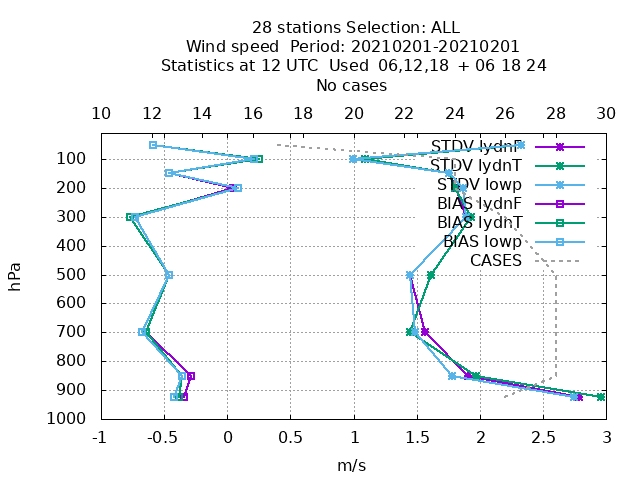 28 stations Selection: ALL
Wind speed  Period: 20210201-20210201
Statistics at 12 UTC  Used  06,12,18  + 06 18 24
No cases
10 12 14 16 18 20 22 24 26 28 30
STDV lydnF
100
STDV lydnT
STDV lowp
200
BIAS lydnF
300
BIAS lydnT
400
BIAS lowp
CASES
500
600
700
800
900
1000
hPa
-1 -0.5 0 0.5 1 1.5 2 2.5 3
m/s